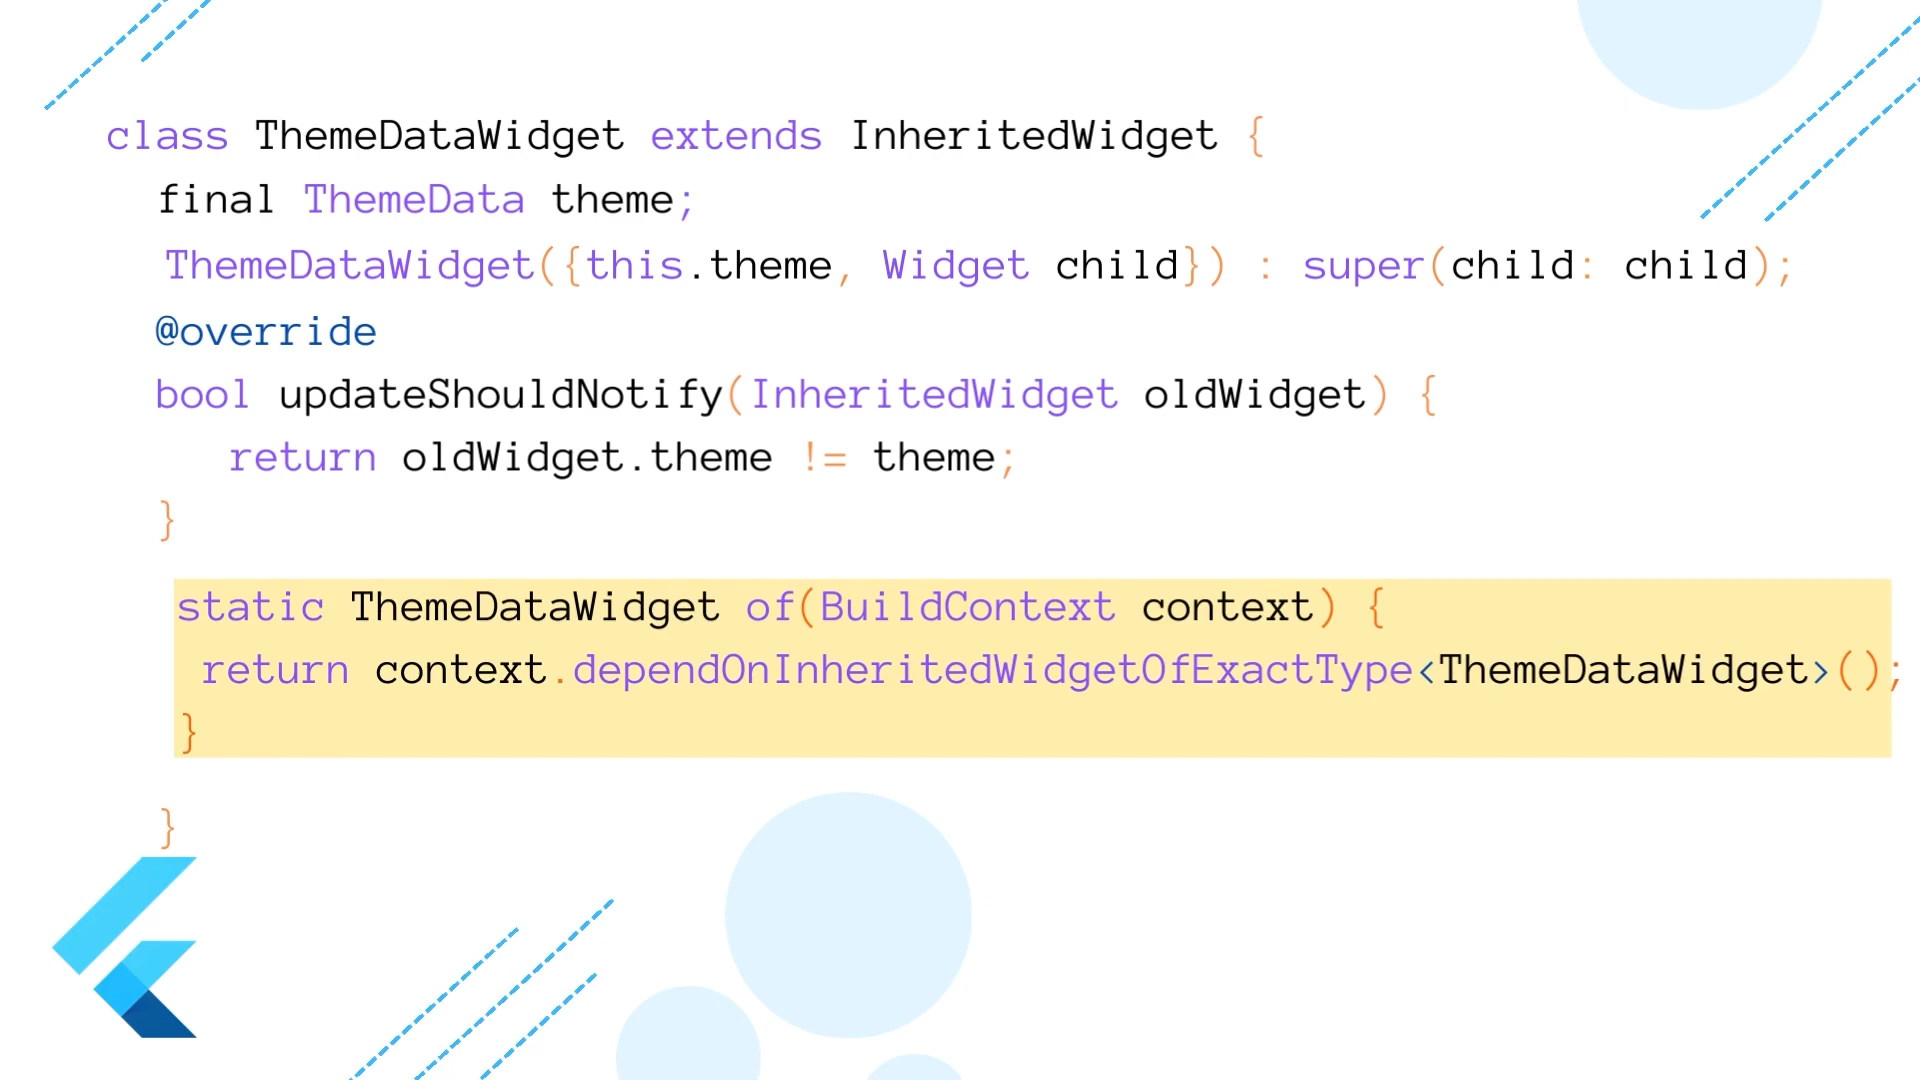 class ThemeDataWidget extends InheritedWidget {
final ThemeData theme;
ThemeDataWidget({this.theme, Widget child}) : super(child: child);
@override
bool updateShouldNotify(InheritedWidget oldWidget) {
return oldWidget.theme != theme;
}
static ThemeDataWidget of(BuildContext context) {
return context.dependOnInheritedWidgetOfExactType<ThemeDataWidget>();
}
}